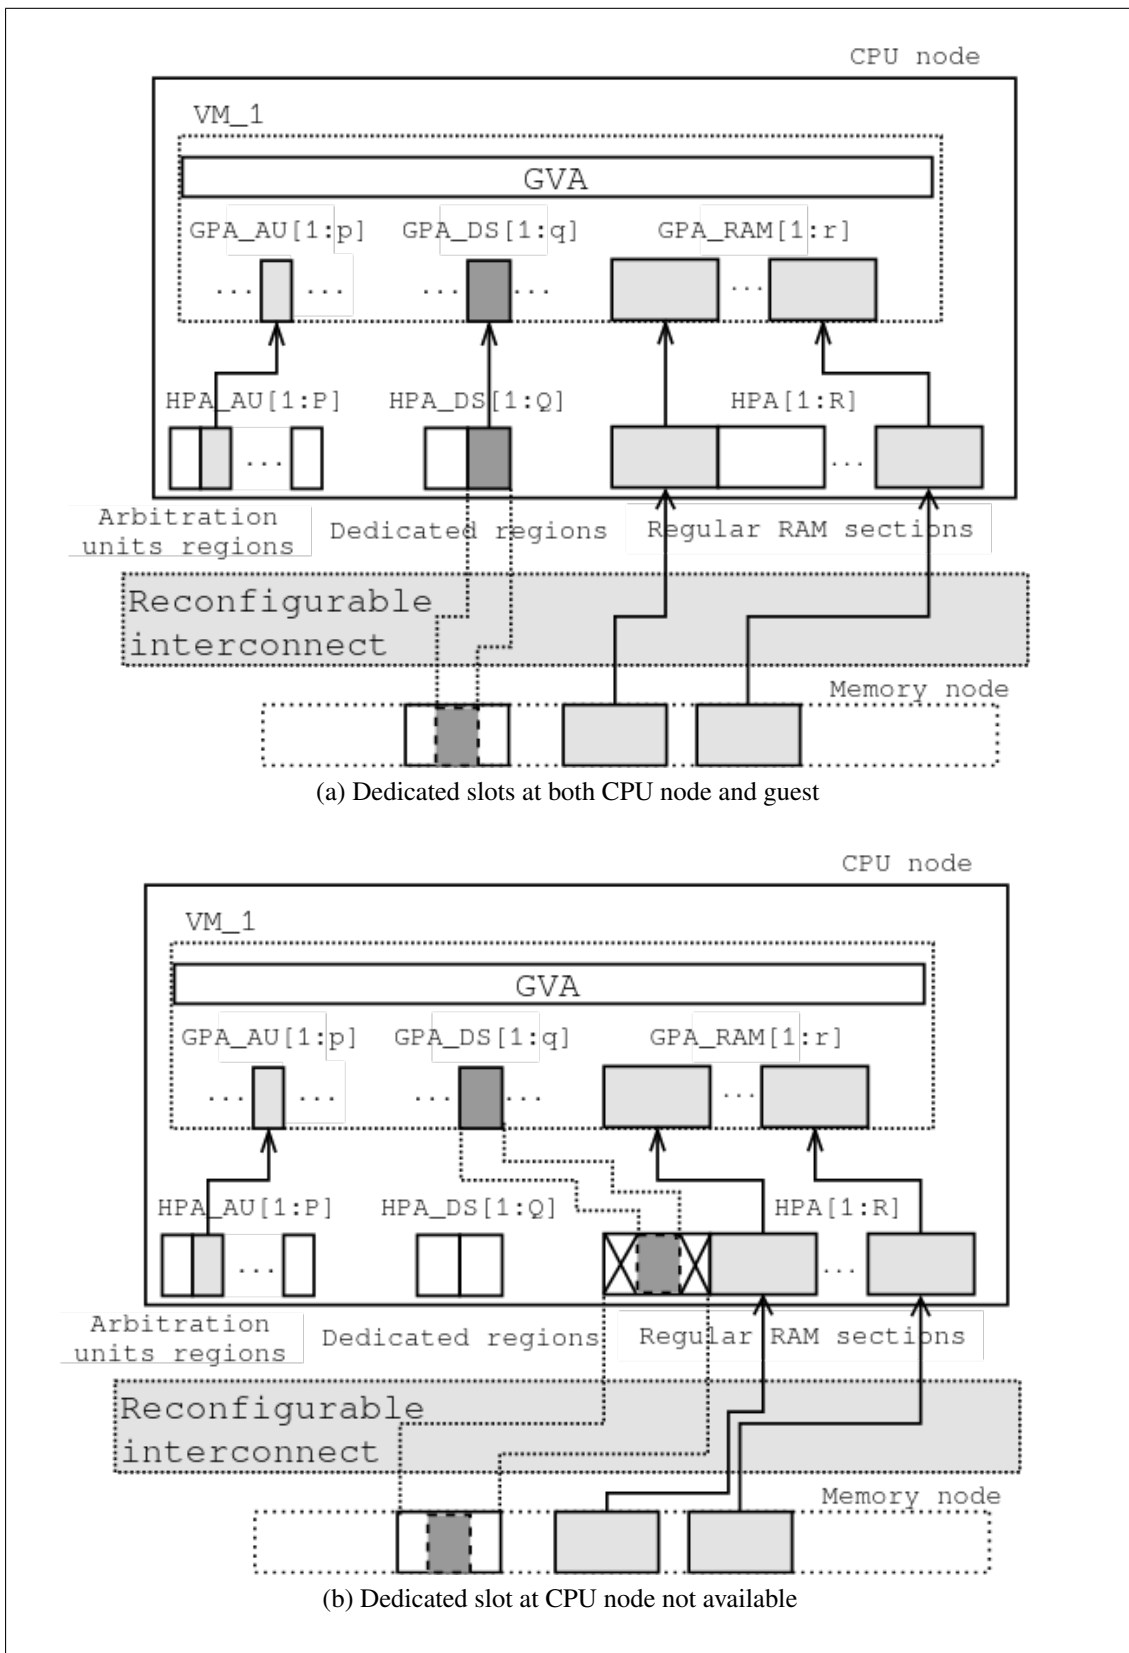 CPU node
VM_1
GVA
GPA_AU[1:p] GPA_DS[1:q] GPA_RAM[1:r]
... ... ... ... ...
HPA_AU[1:P] HPA_DS[1:Q] HPA[1:R]
... ...
Arbitration
units regions
Dedicated regions
Regular RAM sections
Reconfigurable
interconnect
Memory node
(a) Dedicated slots at both CPU node and guest
CPU node
VM_1
GVA
GPA_AU[1:p] GPA_DS[1:q] GPA_RAM[1:r]
... ... ... ... ...
HPA_AU[1:P] HPA_DS[1:Q] HPA[1:R]
... ...
Arbitration
units regions
Dedicated regions
Regular RAM sections
Reconfigurable
interconnect
Memory node
(b) Dedicated slot at CPU node not available